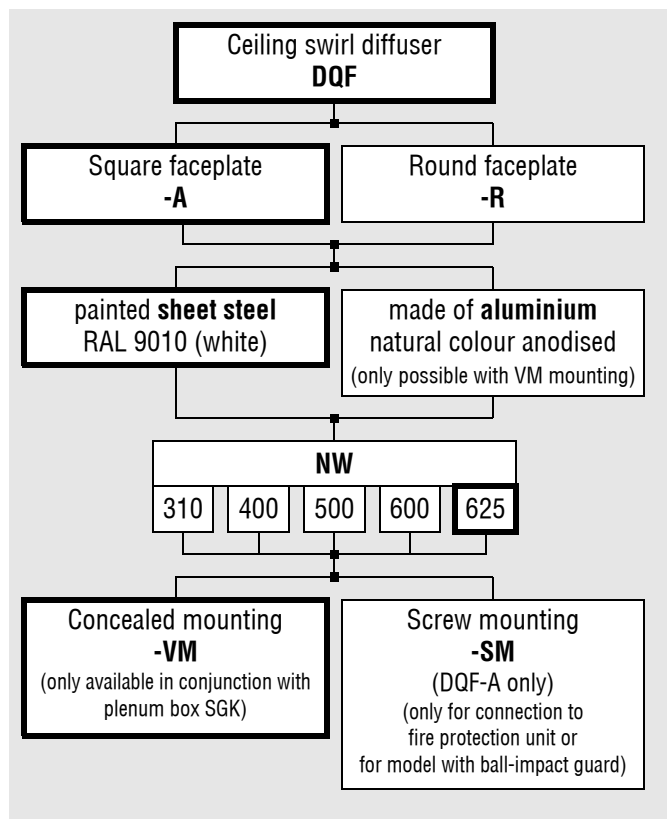 Ceiling swirl diffuser
DQF
Square faceplate
-A
Round faceplate
-R
painted sheet steel
RAL 9010 (white)
made of aluminium
natural colour anodised
(only possible with VM mounting)
NW
310 400 500 600 625
Concealed mounting
-VM
(only available in conjunction with
plenum box SGK)
Screw mounting
-SM
(DQF-A only)
(only for connection to
fire protection unit or
for model with ball-impact guard)